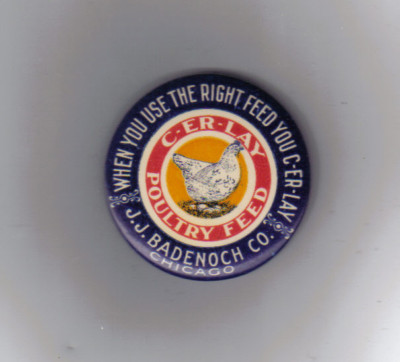 WHEN YOU USE THE RIGHT FEED YOU C-ER-LAY
C-ER-LAY
POULTRY FEED
J.J. BADENOCH CO.
CHICAGO